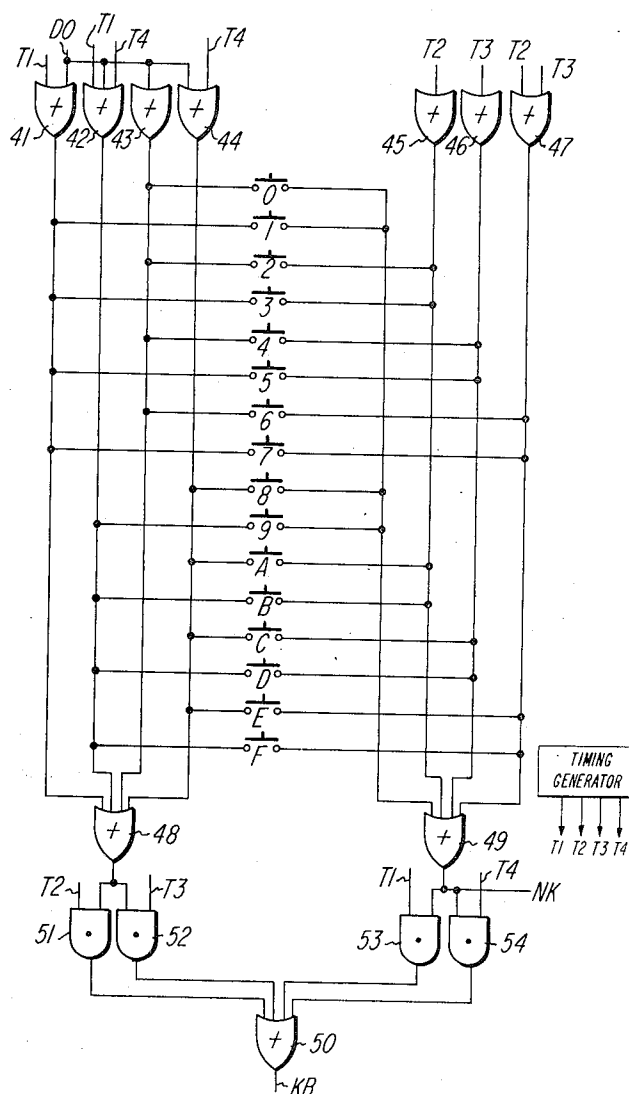 DO T1 T4 T4
T1
T2 T3 T2 T3
+ + + + + + +
41 42 43 44 45 46 47
0
1
2
3
4
5
6
7
8
9
A
B
C
D
E
F
TIMING
GENERATOR
T1 T2 T3 T4
+ 48 + 49
T2 T3 T1 T4 NK
51 52 53 54
+ 50
KB